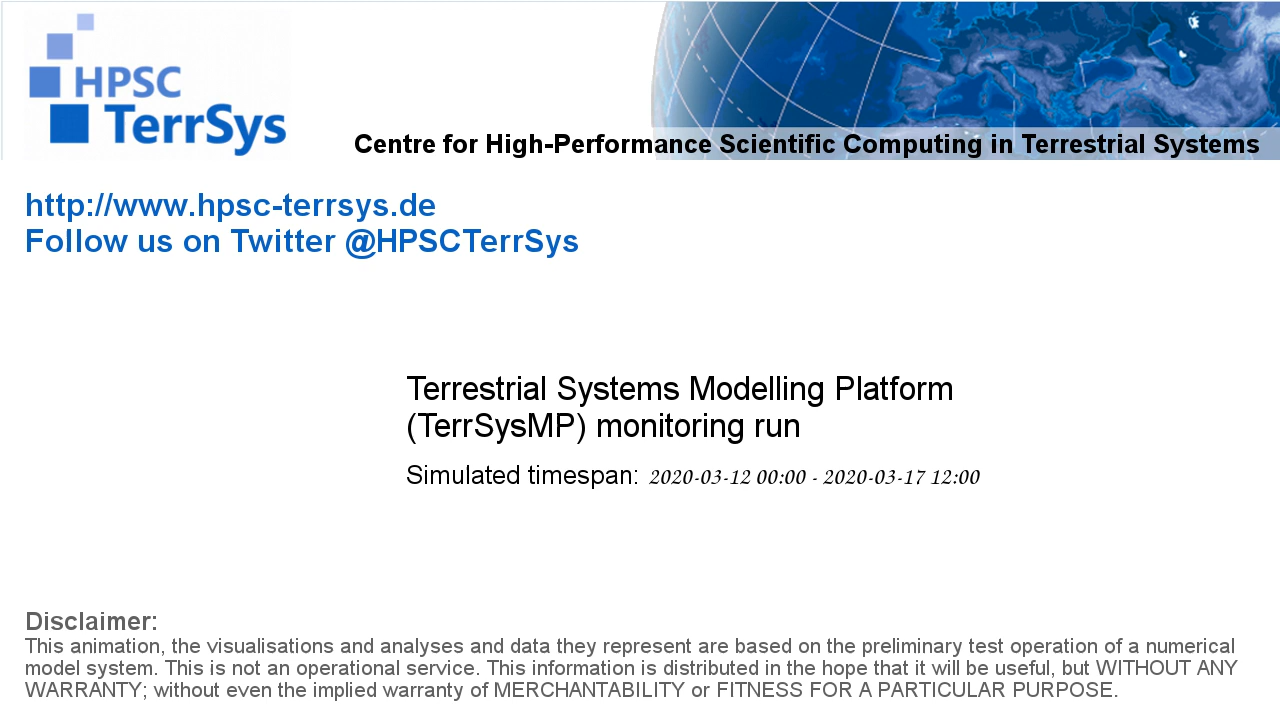 HPSC
TerrSys
Centre for High-Performance Scientific Computing in Terrestrial Systems
http://www.hpsc-terrsys.de
Follow us on Twitter @HPSCTerrSys
Terrestrial Systems Modelling Platform
(TerrSysMP) monitoring run
Simulated timespan: 2020-03-12 00:00 - 2020-03-17 12:00
Disclaimer:
This animation, the visualisations and analyses and data they represent are based on the preliminary test operation of a numerical
model system. This is not an operational service. This information is distributed in the hope that it will be useful, but WITHOUT ANY
WARRANTY; without even the implied warranty of MERCHANTABILITY or FITNESS FOR A PARTICULAR PURPOSE.